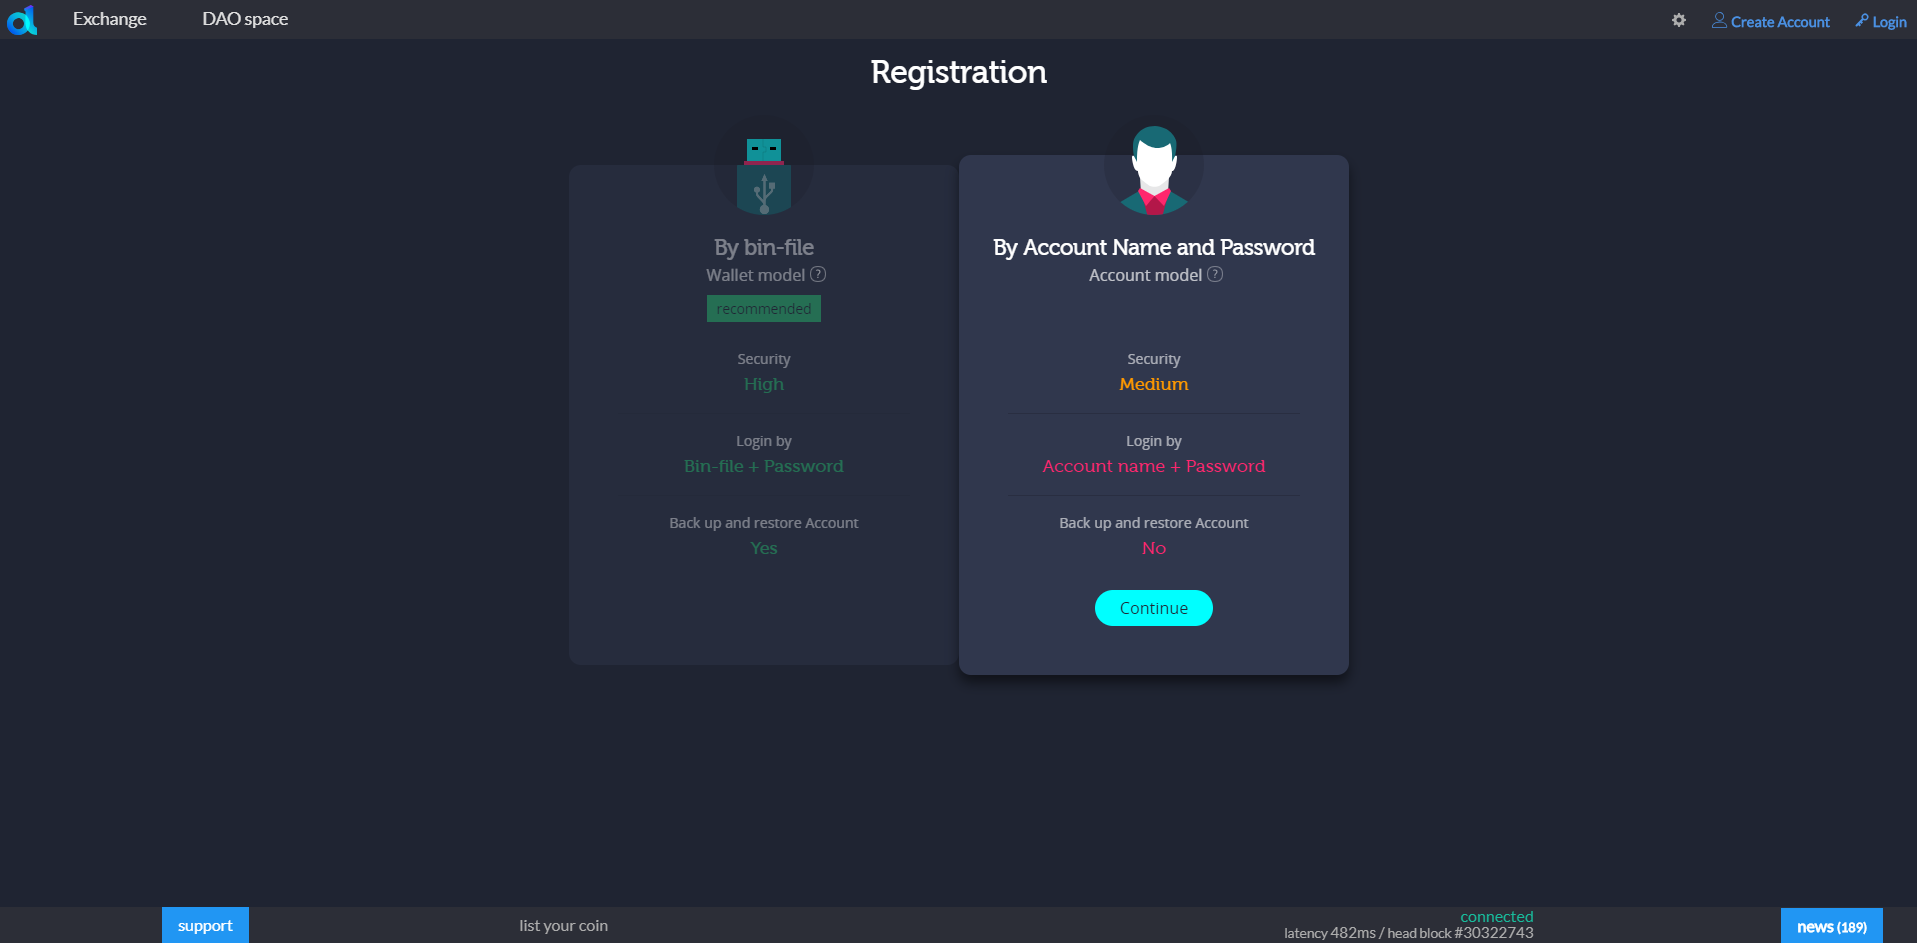 Exchange
DAO space
Create Account
Login
Registration
By bin-file
Wallet model ?
recommended
Security
High
Login by
Bin-file + Password
Back up and restore Account
Yes
By Account Name and Password
Account model ?
Security
Medium
Login by
Account name + Password
Back up and restore Account
No
Continue
support
list your coin
connected
latency 482ms / head block #30322743
news (189)